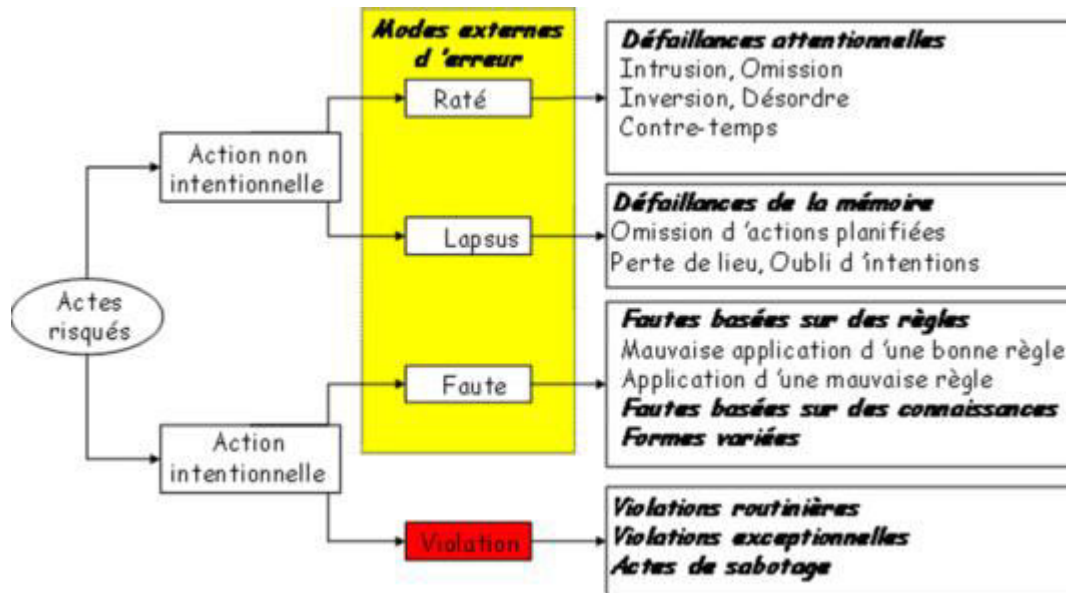 Modes externes
d 'erreur
Actes
risqués
Action non
intentionnelle
Raté
Défaillances attentionnelles
Intrusion, Omission
Inversion, Désordre
Contre-temps
Lapsus
Défaillances de la mémoire
Omission d 'actions planifiées
Perte de lieu, Oubli d 'intentions
Action
intentionnelle
Faute
Fautes basées sur des règles
Mauvaise application d 'une bonne règle
Application d 'une mauvaise règle
Fautes basées sur des connaissances
Formes variées
Violation
Violations routinières
Violations exceptionnelles
Actes de sabotage